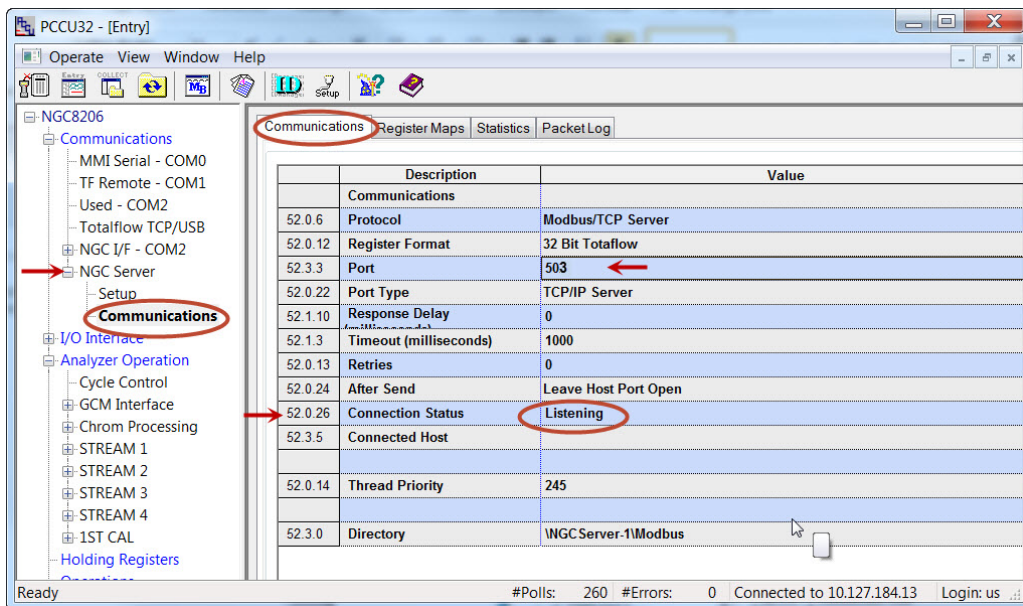 PCCU32 - [Entry]
Operate View Window Help
Entry COLLECT MB ID setup
NGC8206
Communications
MMI Serial - COM0
TF Remote - COM1
Used - COM2
Totalflow TCP/USB
NGC I/F - COM2
NGC Server
Setup
Communications
I/O Interface
Analyzer Operation
Cycle Control
GCM Interface
Chrom Processing
STREAM 1
STREAM 2
STREAM 3
STREAM 4
1ST CAL
Holding Registers
Operations
Communications Register Maps Statistics Packet Log
Description Value
Communications
52.0.6 Protocol Modbus/TCP Server
52.0.12 Register Format 32 Bit Totaflow
52.3.3 Port 503
52.0.22 Port Type TCP/IP Server
52.1.10 Response Delay 0
(milliseconds)
52.1.3 Timeout (milliseconds) 1000
52.0.13 Retries 0
52.0.24 After Send Leave Host Port Open
52.0.26 Connection Status Listening
52.3.5 Connected Host
52.0.14 Thread Priority 245
52.3.0 Directory \NGCServer-1\Modbus
Ready #Polls: 260 #Errors: 0 Connected to 10.127.184.13 Login: us